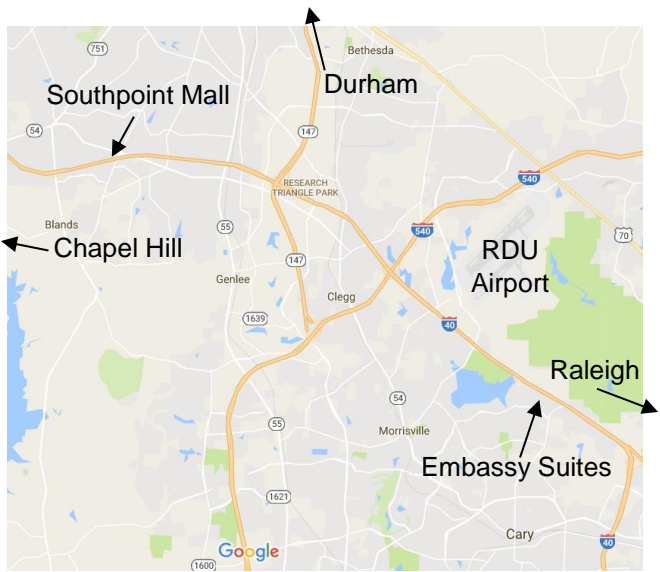 751
Bethesda
Southpoint Mall
Durham
54
147
540
RESEARCH
TRIANGLE PARK
Blands
55
540
70
Chapel Hill
RDU
Airport
147
Genlee
Clegg
1639
40
Raleigh
54
55
Morrisville
Embassy Suites
1621
Cary
Google
40
1600